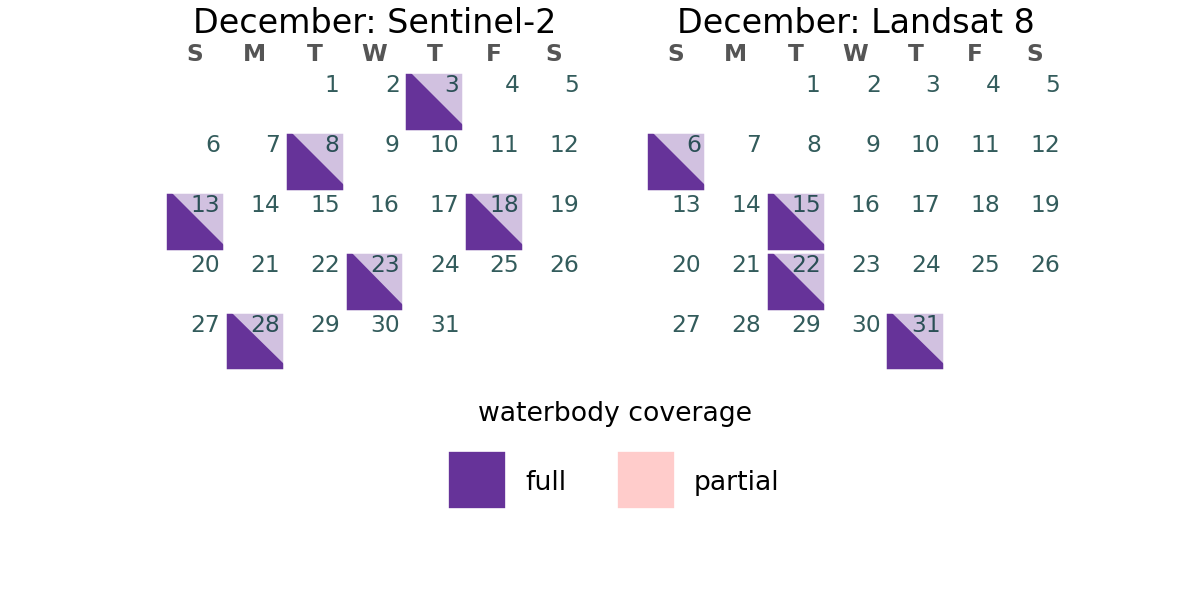 December: Sentinel-2
S M T W T F S
1 2 3 4 5
6 7 8 9 10 11 12
13 14 15 16 17 18 19
20 21 22 23 24 25 26
27 28 29 30 31
December: Landsat 8
S M T W T F S
1 2 3 4 5
6 7 8 9 10 11 12
13 14 15 16 17 18 19
20 21 22 23 24 25 26
27 28 29 30 31
waterbody coverage
full partial